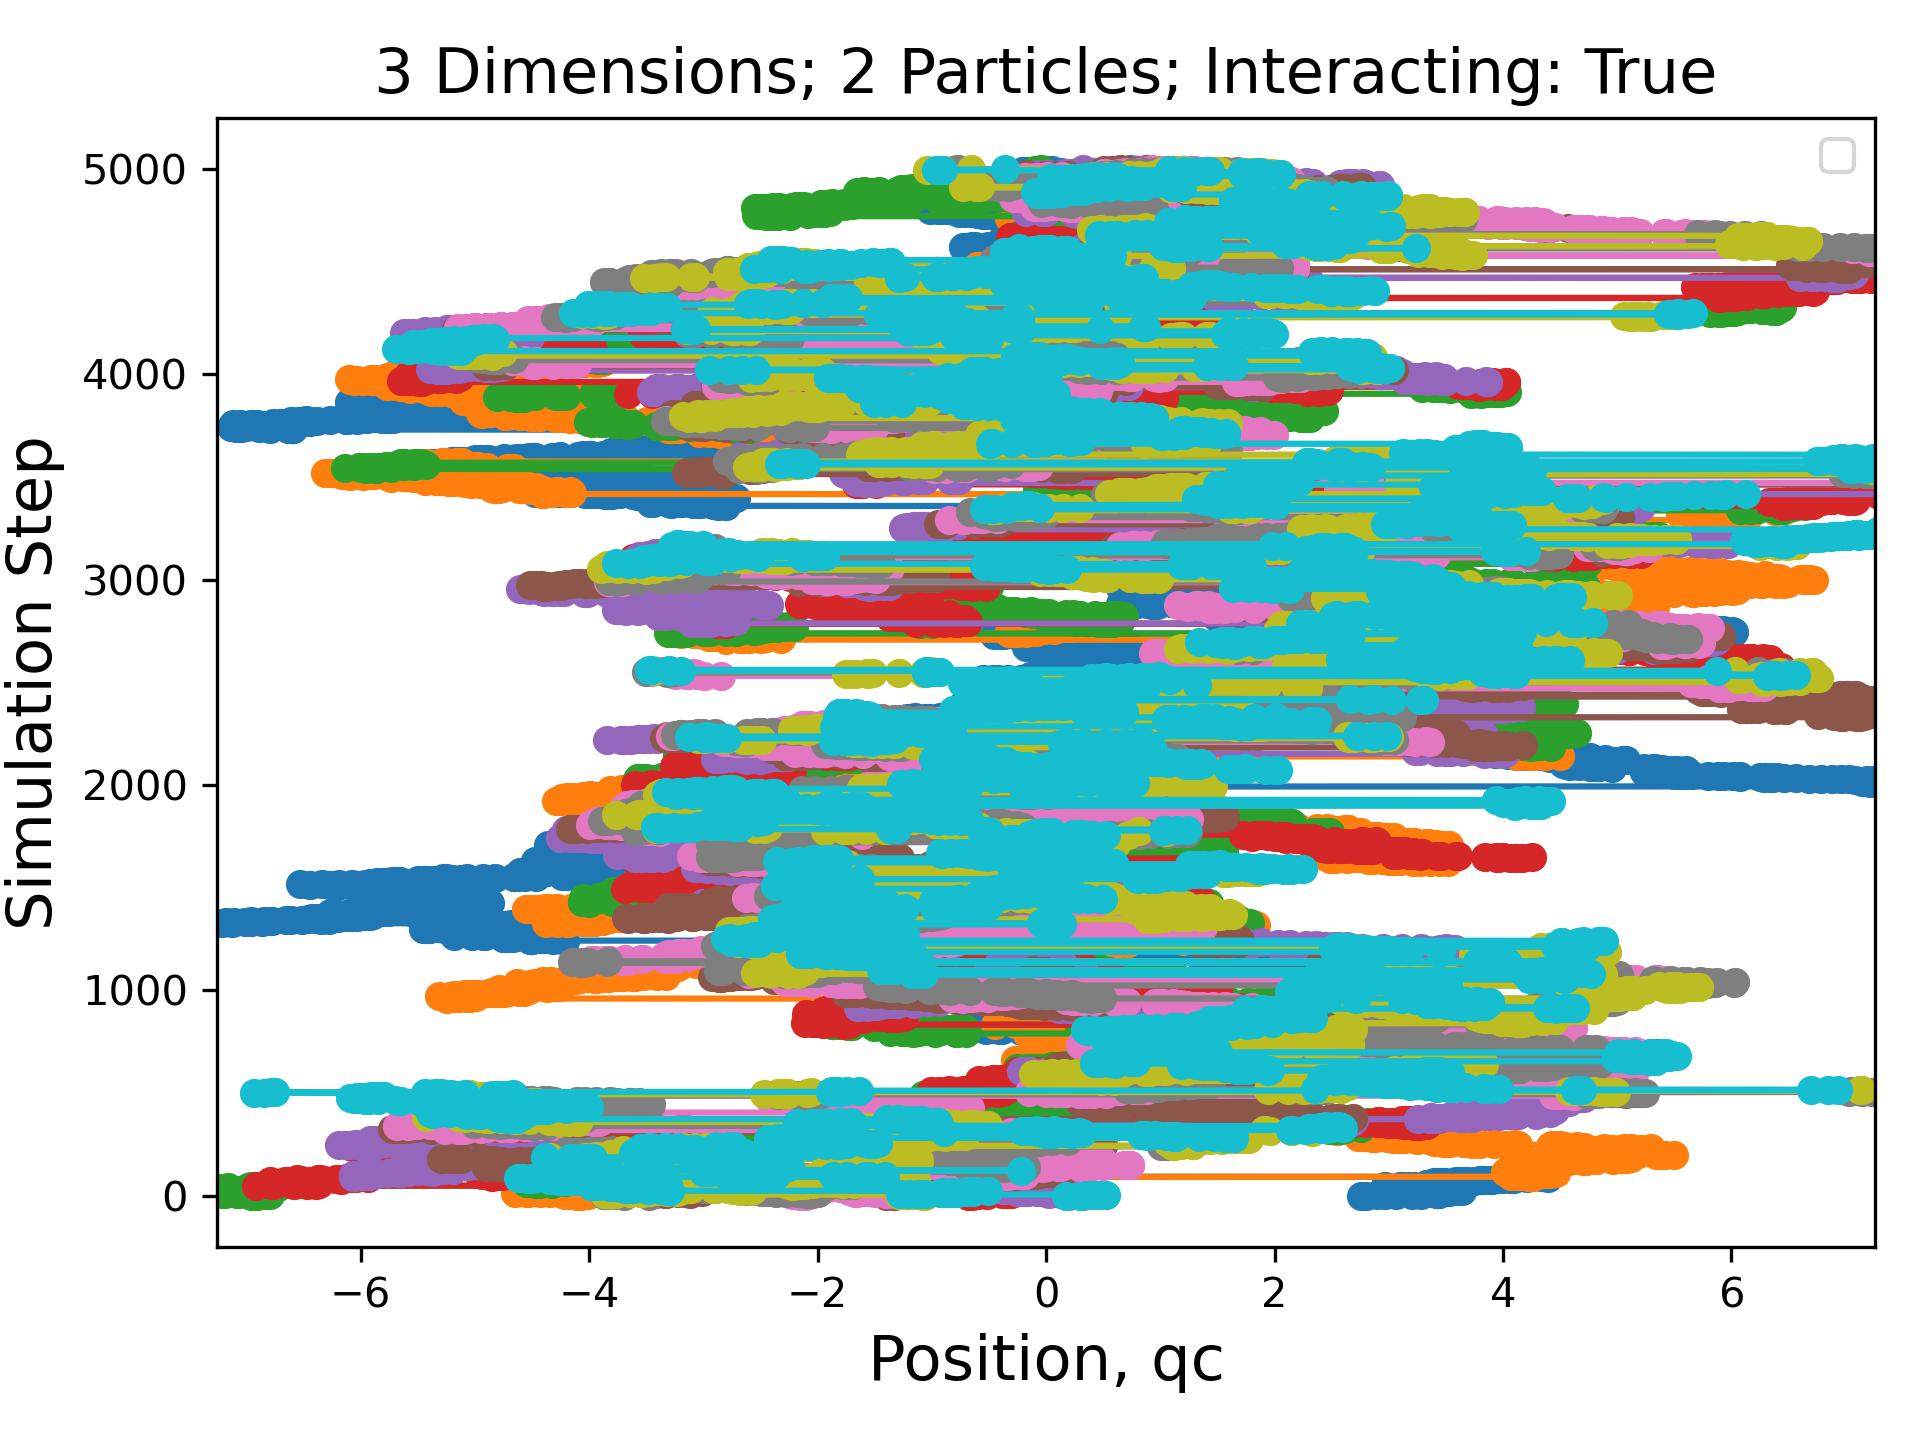 3 Dimensions; 2 Particles; Interacting: True
Simulation Step
5000
4000
3000
2000
1000
0
−6 −4 −2 0 2 4 6
Position, qc